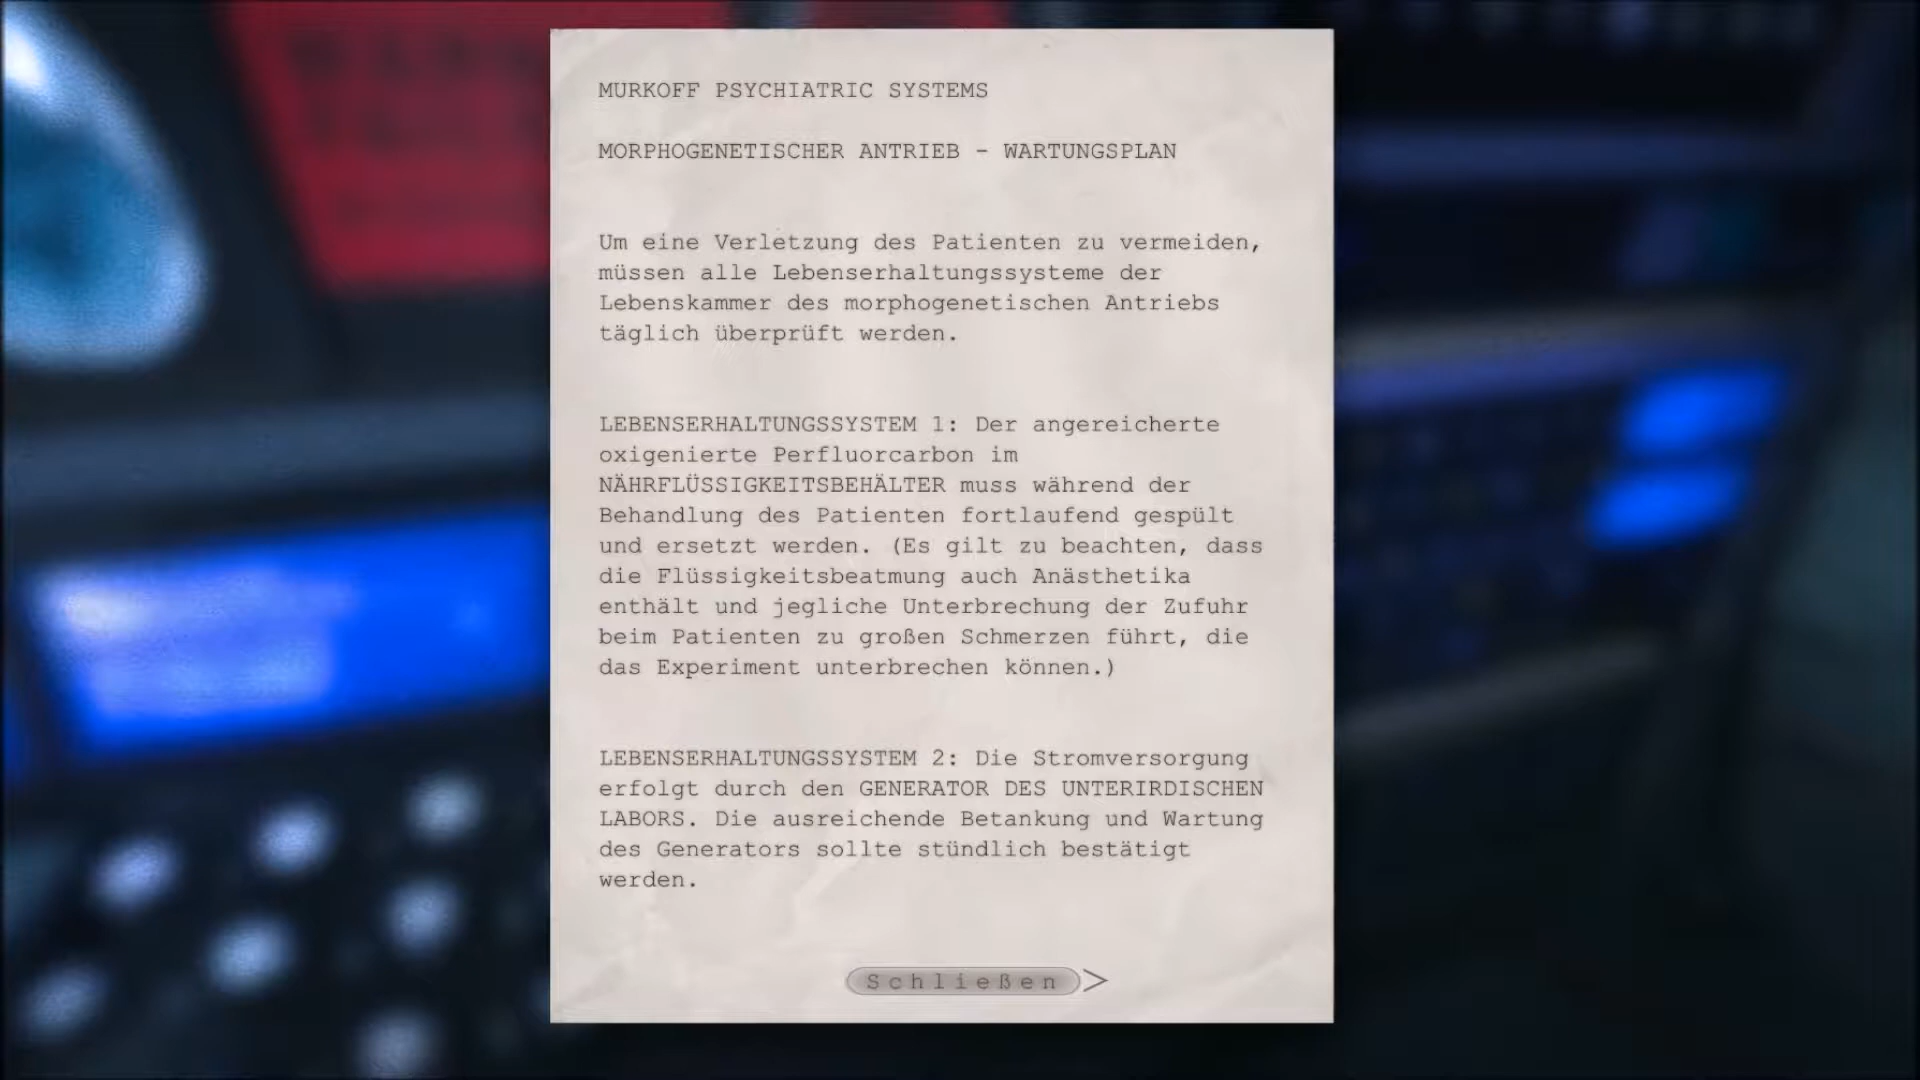 MURKOFF PSYCHIATRIC SYSTEMS
MORPHOGENETISCHER ANTRIEB - WARTUNGSPLAN
Um eine Verletzung des Patienten zu vermeiden,
müssen alle Lebenserhaltungssysteme der
Lebenskammer des morphogenetischen Antriebs
täglich überprüft werden.
LEBENSERHALTUNGSSYSTEM 1: Der angereicherte
oxigenierte Perfluorcarbon im
NÄHRFLÜSSIGKEITSBEHÄLTER muss während der
Behandlung des Patienten fortlaufend gespült
und ersetzt werden. (Es gilt zu beachten, dass
die Flüssigkeitsbeatmung auch Anästhetika
enthält und jegliche Unterbrechung der Zufuhr
beim Patienten zu großen Schmerzen führt, die
das Experiment unterbrechen können.)
LEBENSERHALTUNGSSYSTEM 2: Die Stromversorgung
erfolgt durch den GENERATOR DES UNTERIRDISCHEN
LABORS. Die ausreichende Betankung und Wartung
des Generators sollte stündlich bestätigt
werden.
Schließen >